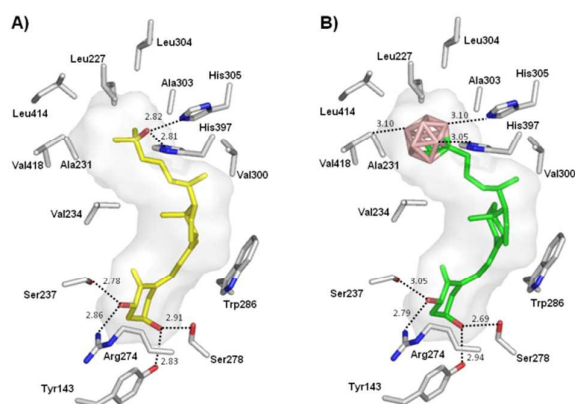 A)
Leu304
Leu227
Ala303
His305
Leu414
2.82
2.81
His397
Val418
Ala231
Val300
Val234
Ser237
2.78
Trp286
2.86
2.91
Arg274
2.83
Ser278
Tyr143
B)
Leu304
Leu227
Ala303
His305
Leu414
3.10
3.10
3.05
His397
Val418
Ala231
Val300
Val234
Ser237
3.05
Trp286
2.79
2.69
Arg274
2.94
Ser278
Tyr143